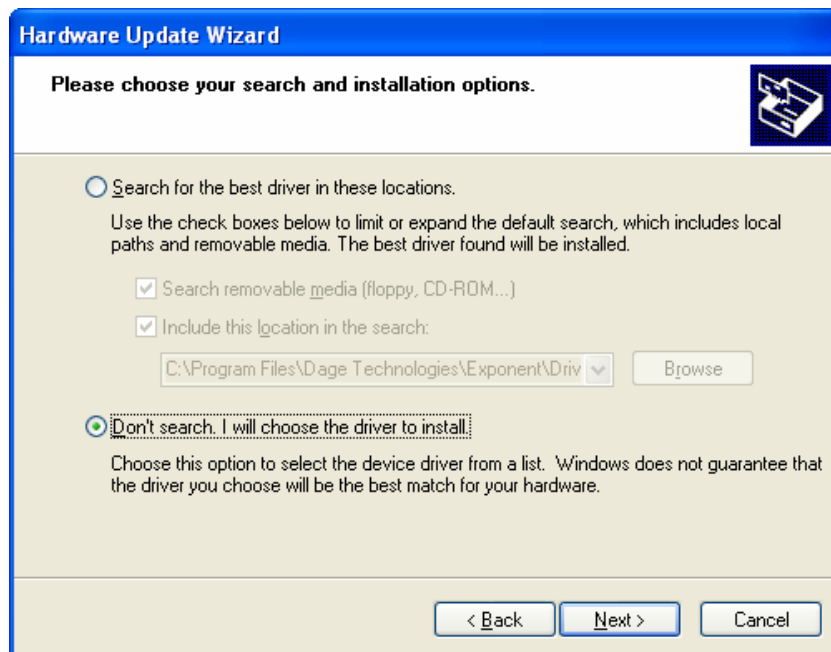 Hardware Update Wizard
Please choose your search and installation options.
Search for the best driver in these locations.
Use the check boxes below to limit or expand the default search, which includes local
paths and removable media. The best driver found will be installed.
Search removable media (floppy, CD-ROM...)
Include this location in the search:
C:\Program Files\Dage Technologies\Exponent\Driv
Browse
Don't search. I will choose the driver to install.
Choose this option to select the device driver from a list. Windows does not guarantee that
the driver you choose will be the best match for your hardware.
< Back Next > Cancel